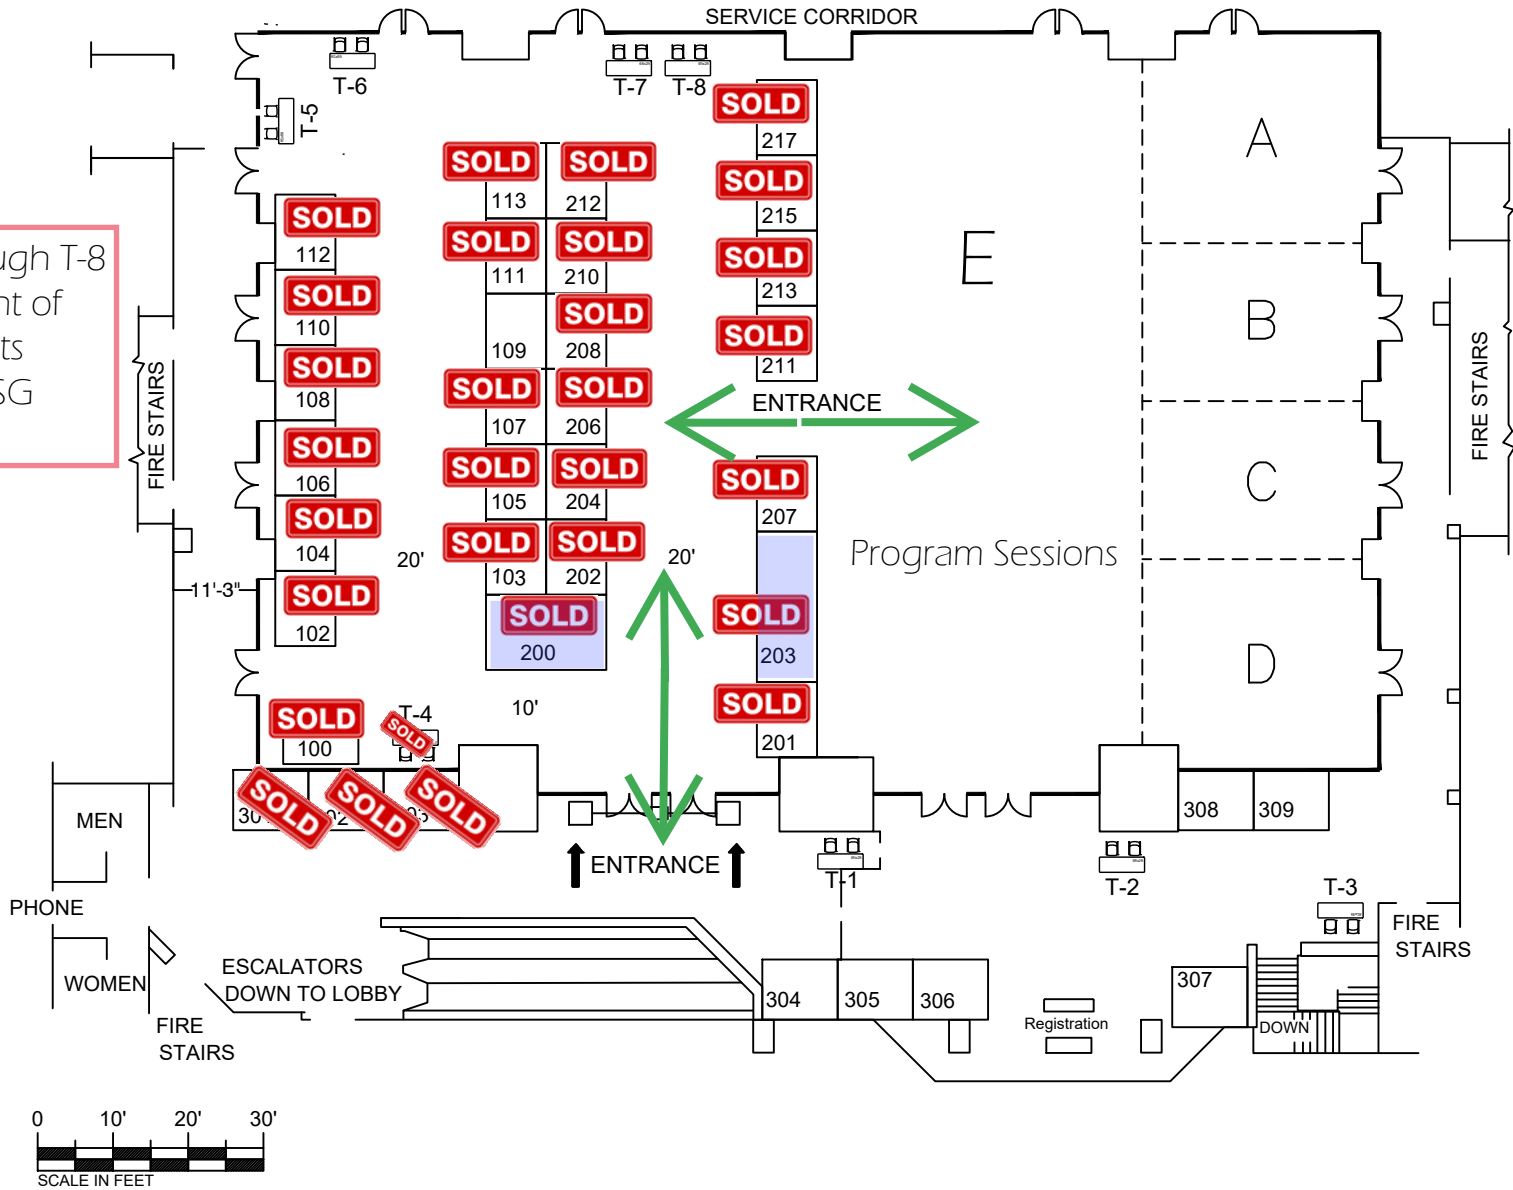 SERVICE CORRIDOR
T-6
T-7
T-8
T-5
SOLD
217
A
SOLD
113
SOLD
212
SOLD
215
SOLD
112
SOLD
111
SOLD
210
SOLD
213
E
ugh T-8
nt of
ts
SG
SOLD
110
109
SOLD
208
SOLD
211
B
FIRE STAIRS
FIRE STAIRS
SOLD
108
SOLD
107
SOLD
206
ENTRANCE
SOLD
106
SOLD
105
SOLD
204
SOLD
207
C
SOLD
104
SOLD
103
SOLD
202
20'
20'
Program Sessions
11'-3"
SOLD
102
SOLD
200
SOLD
203
D
SOLD
100
T-4
SOLD
10'
SOLD
201
SOLD
SOLD
SOLD
308
309
MEN
ENTRANCE
T-1
T-2
T-3
PHONE
FIRE
STAIRS
WOMEN
ESCALATORS
DOWN TO LOBBY
304
305
306
307
Registration
DOWN
FIRE
STAIRS
0 10' 20' 30'
SCALE IN FEET